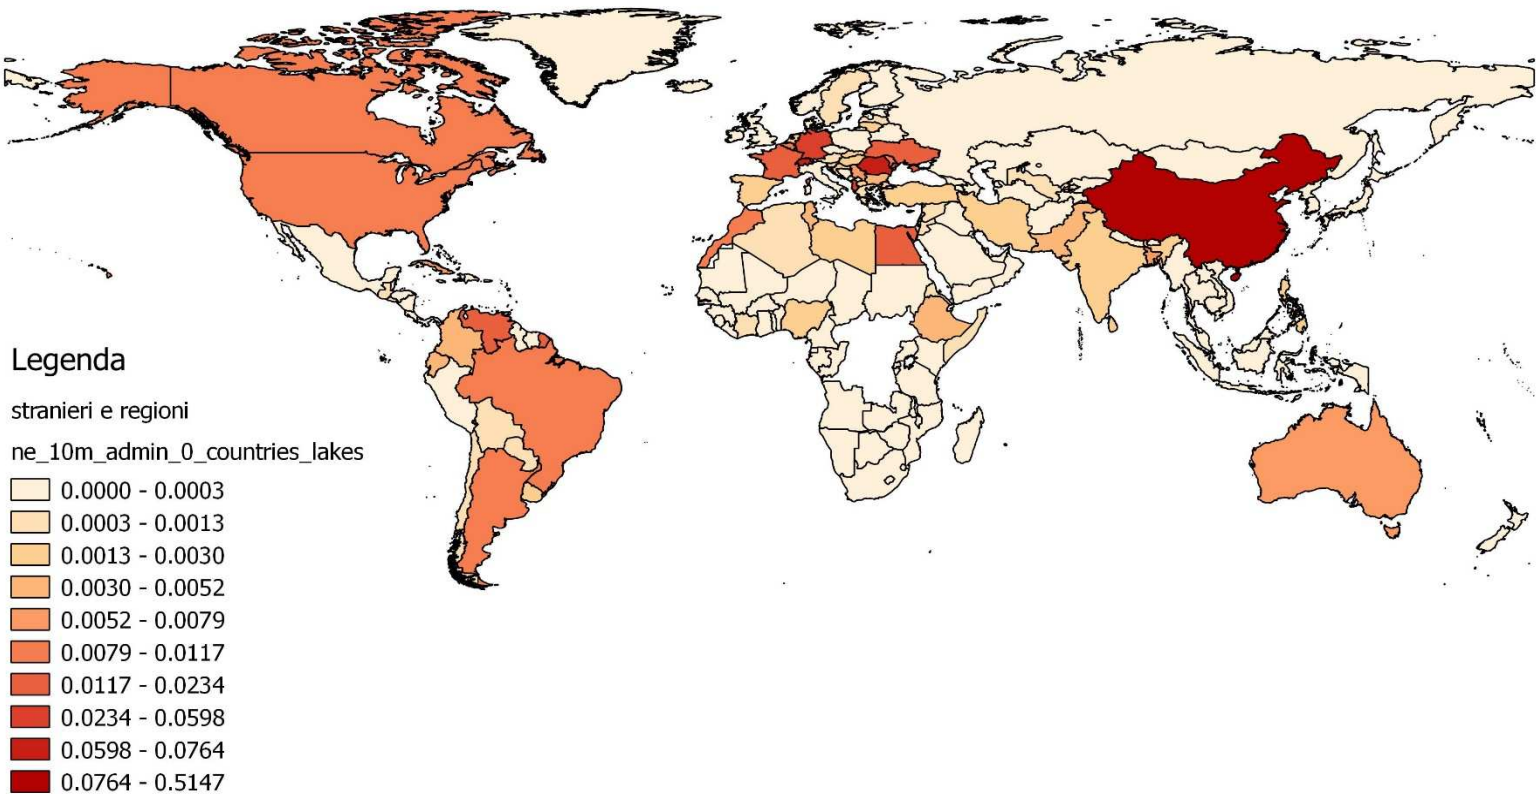 Legenda
stranieri e regioni
ne_10m_admin_0_countries_lakes
0.0000 - 0.0003
0.0003 - 0.0013
0.0013 - 0.0030
0.0030 - 0.0052
0.0052 - 0.0079
0.0079 - 0.0117
0.0117 - 0.0234
0.0234 - 0.0598
0.0598 - 0.0764
0.0764 - 0.5147